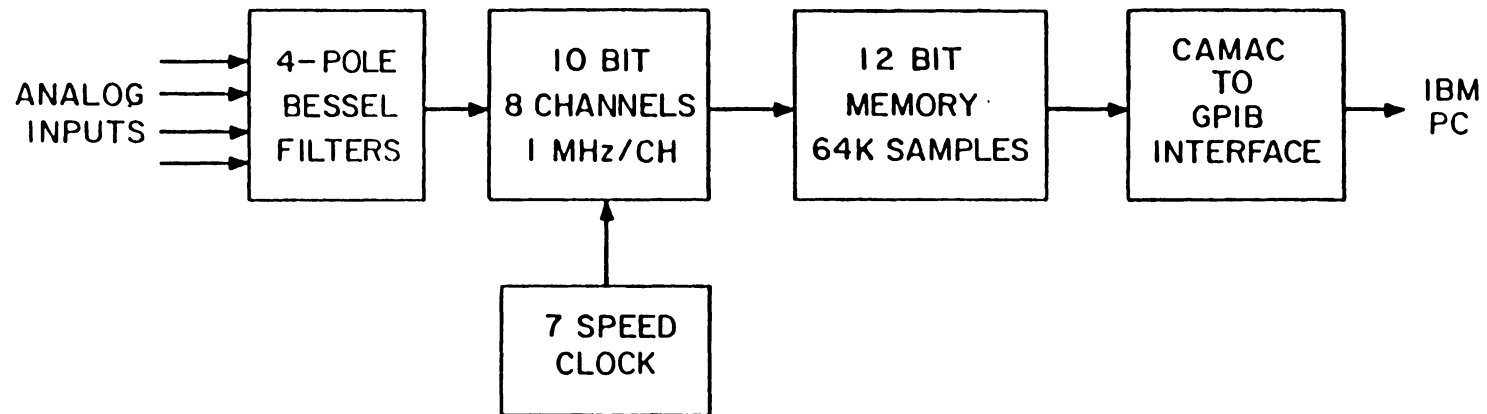 ANALOG
INPUTS
4-POLE
BESSEL
FILTERS
10 BIT
8 CHANNELS
1 MHz/CH
7 SPEED
CLOCK
12 BIT
MEMORY
64K SAMPLES
CAMAC
TO
GPIB
INTERFACE
IBM
PC